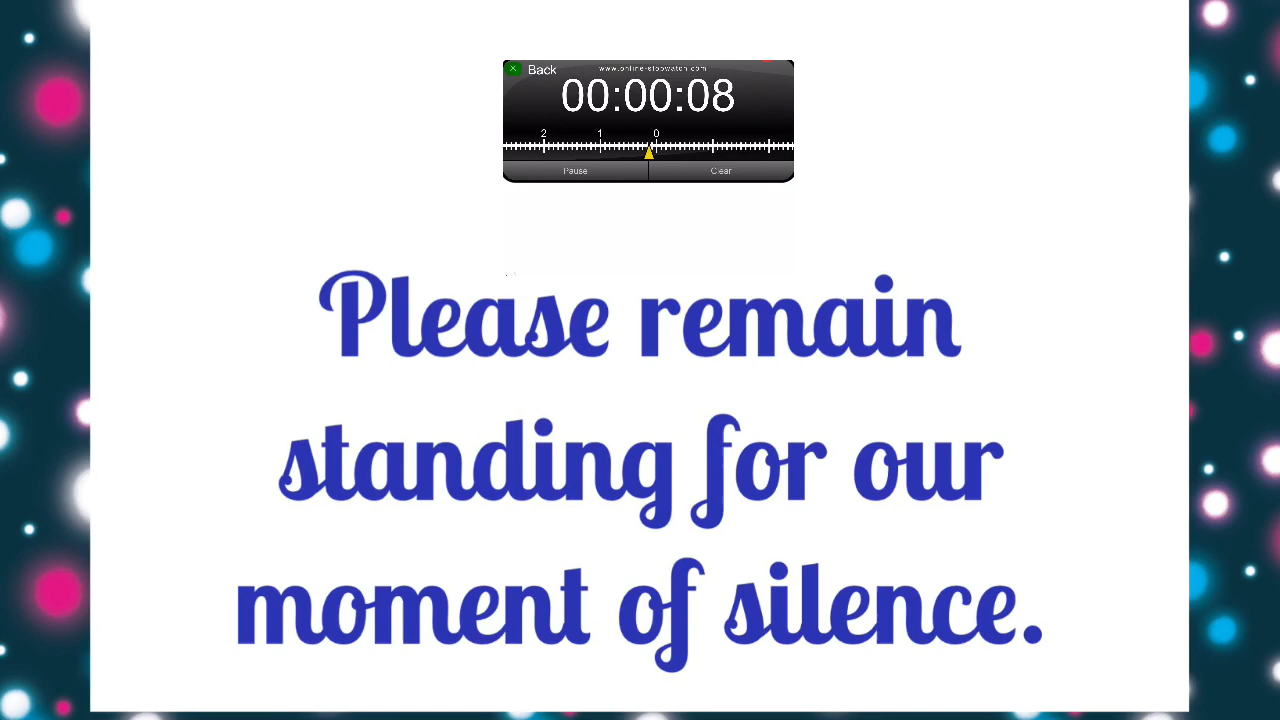 Back
www.online-stopwatch.com
00:00:08
2 1 0
Pause Clear
Please remain
standing for our
moment of silence.